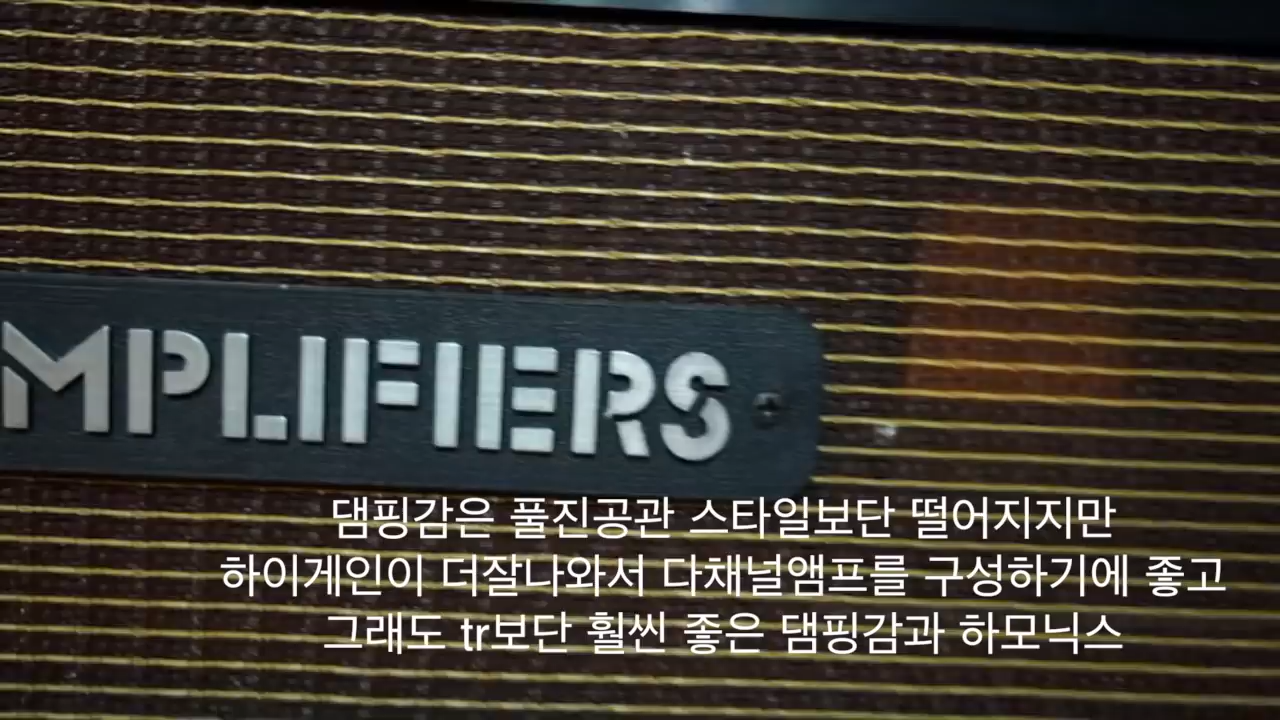 MPLIFIERS
댐핑감은 풀진공관 스타일보단 떨어지지만
하이게인이 더잘나와서 다채널앰프를 구성하기에 좋고
그래도 tr보단 훨씬 좋은 댐핑감과 하모닉스